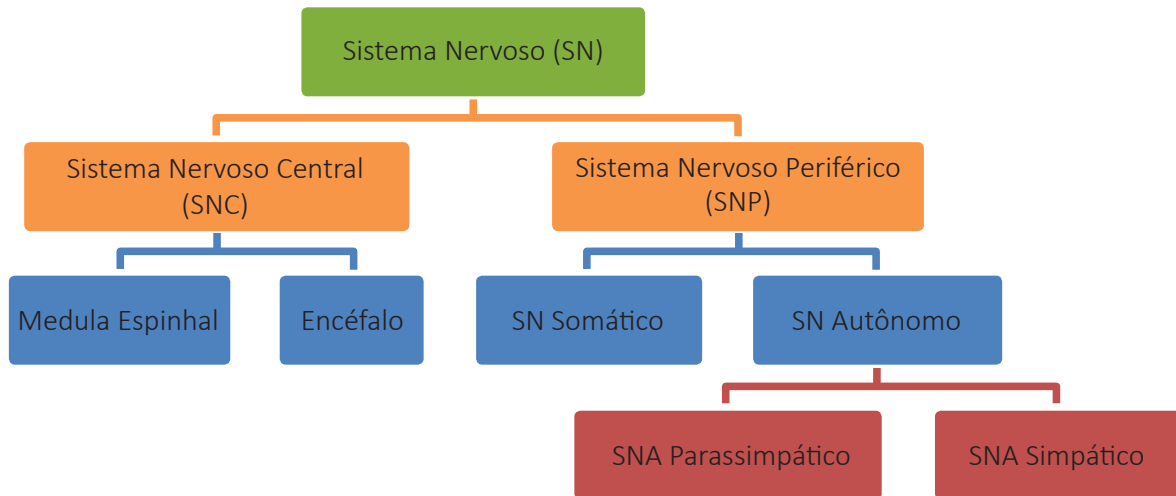 Sistema Nervoso (SN)
Sistema Nervoso Central
(SNC)
Sistema Nervoso Periférico
(SNP)
Medula Espinhal
Encéfalo
SN Somático
SN Autônomo
SNA Parassimpático
SNA Simpático